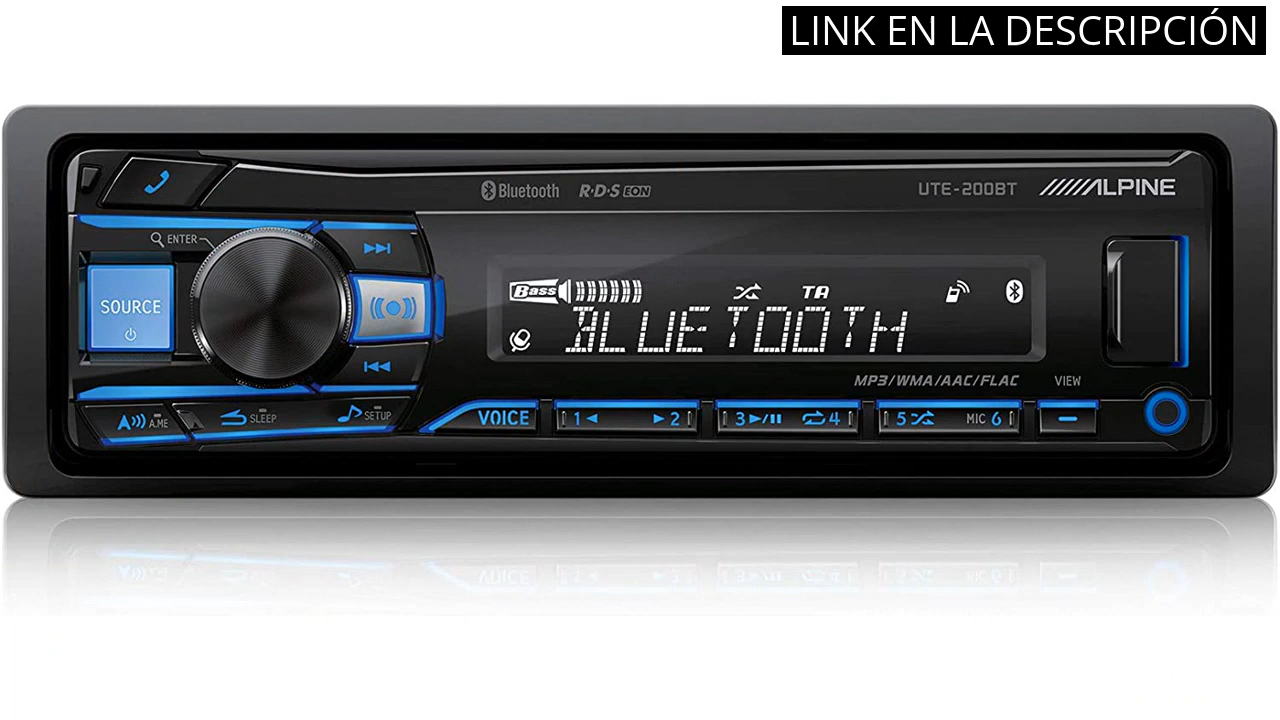 LINK EN LA DESCRIPCIÓN
Bluetooth R·D·S EON UTE-200BT ALPINE
ENTER
SOURCE
Bass TA
BLUETOOTH
MP3/WMA/AAC/FLAC VIEW
A.ME SLEEP SETUP VOICE 1 2 3 4 5 MIC 6